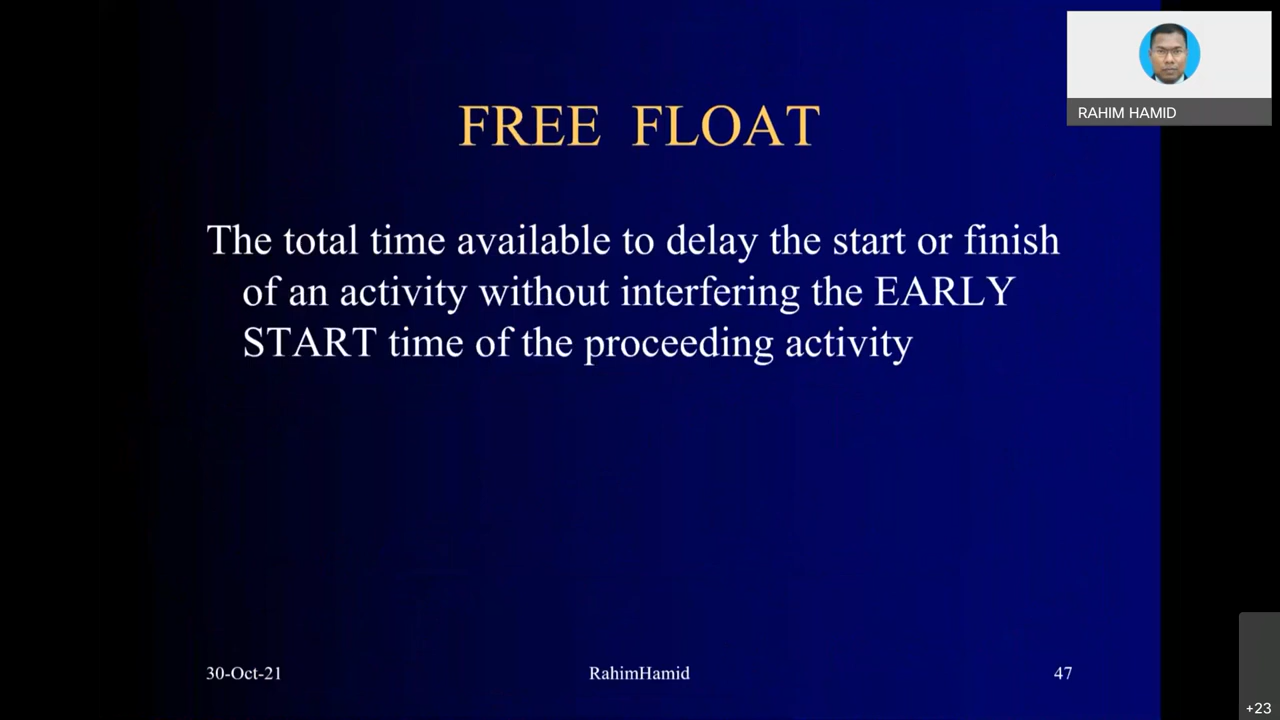 RAHIM HAMID
FREE FLOAT
The total time available to delay the start or finish
of an activity without interfering the EARLY
START time of the proceeding activity
30-Oct-21
RahimHamid
47
+23